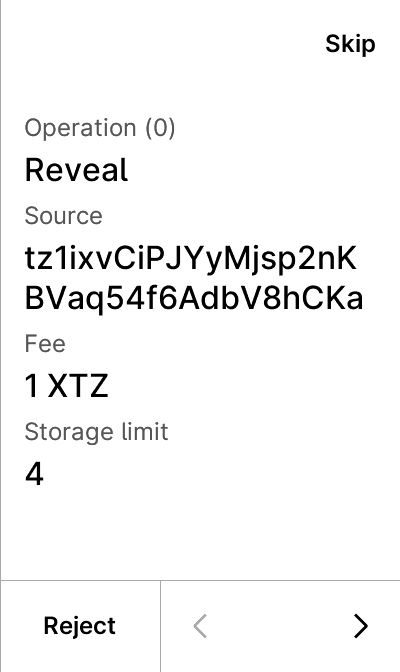 Skip
Operation (0)
Reveal
Source
tz1ixvCiPJYyMjsp2nK
BVaq54f6AdbV8hCKa
Fee
1 XTZ
Storage limit
4
Reject